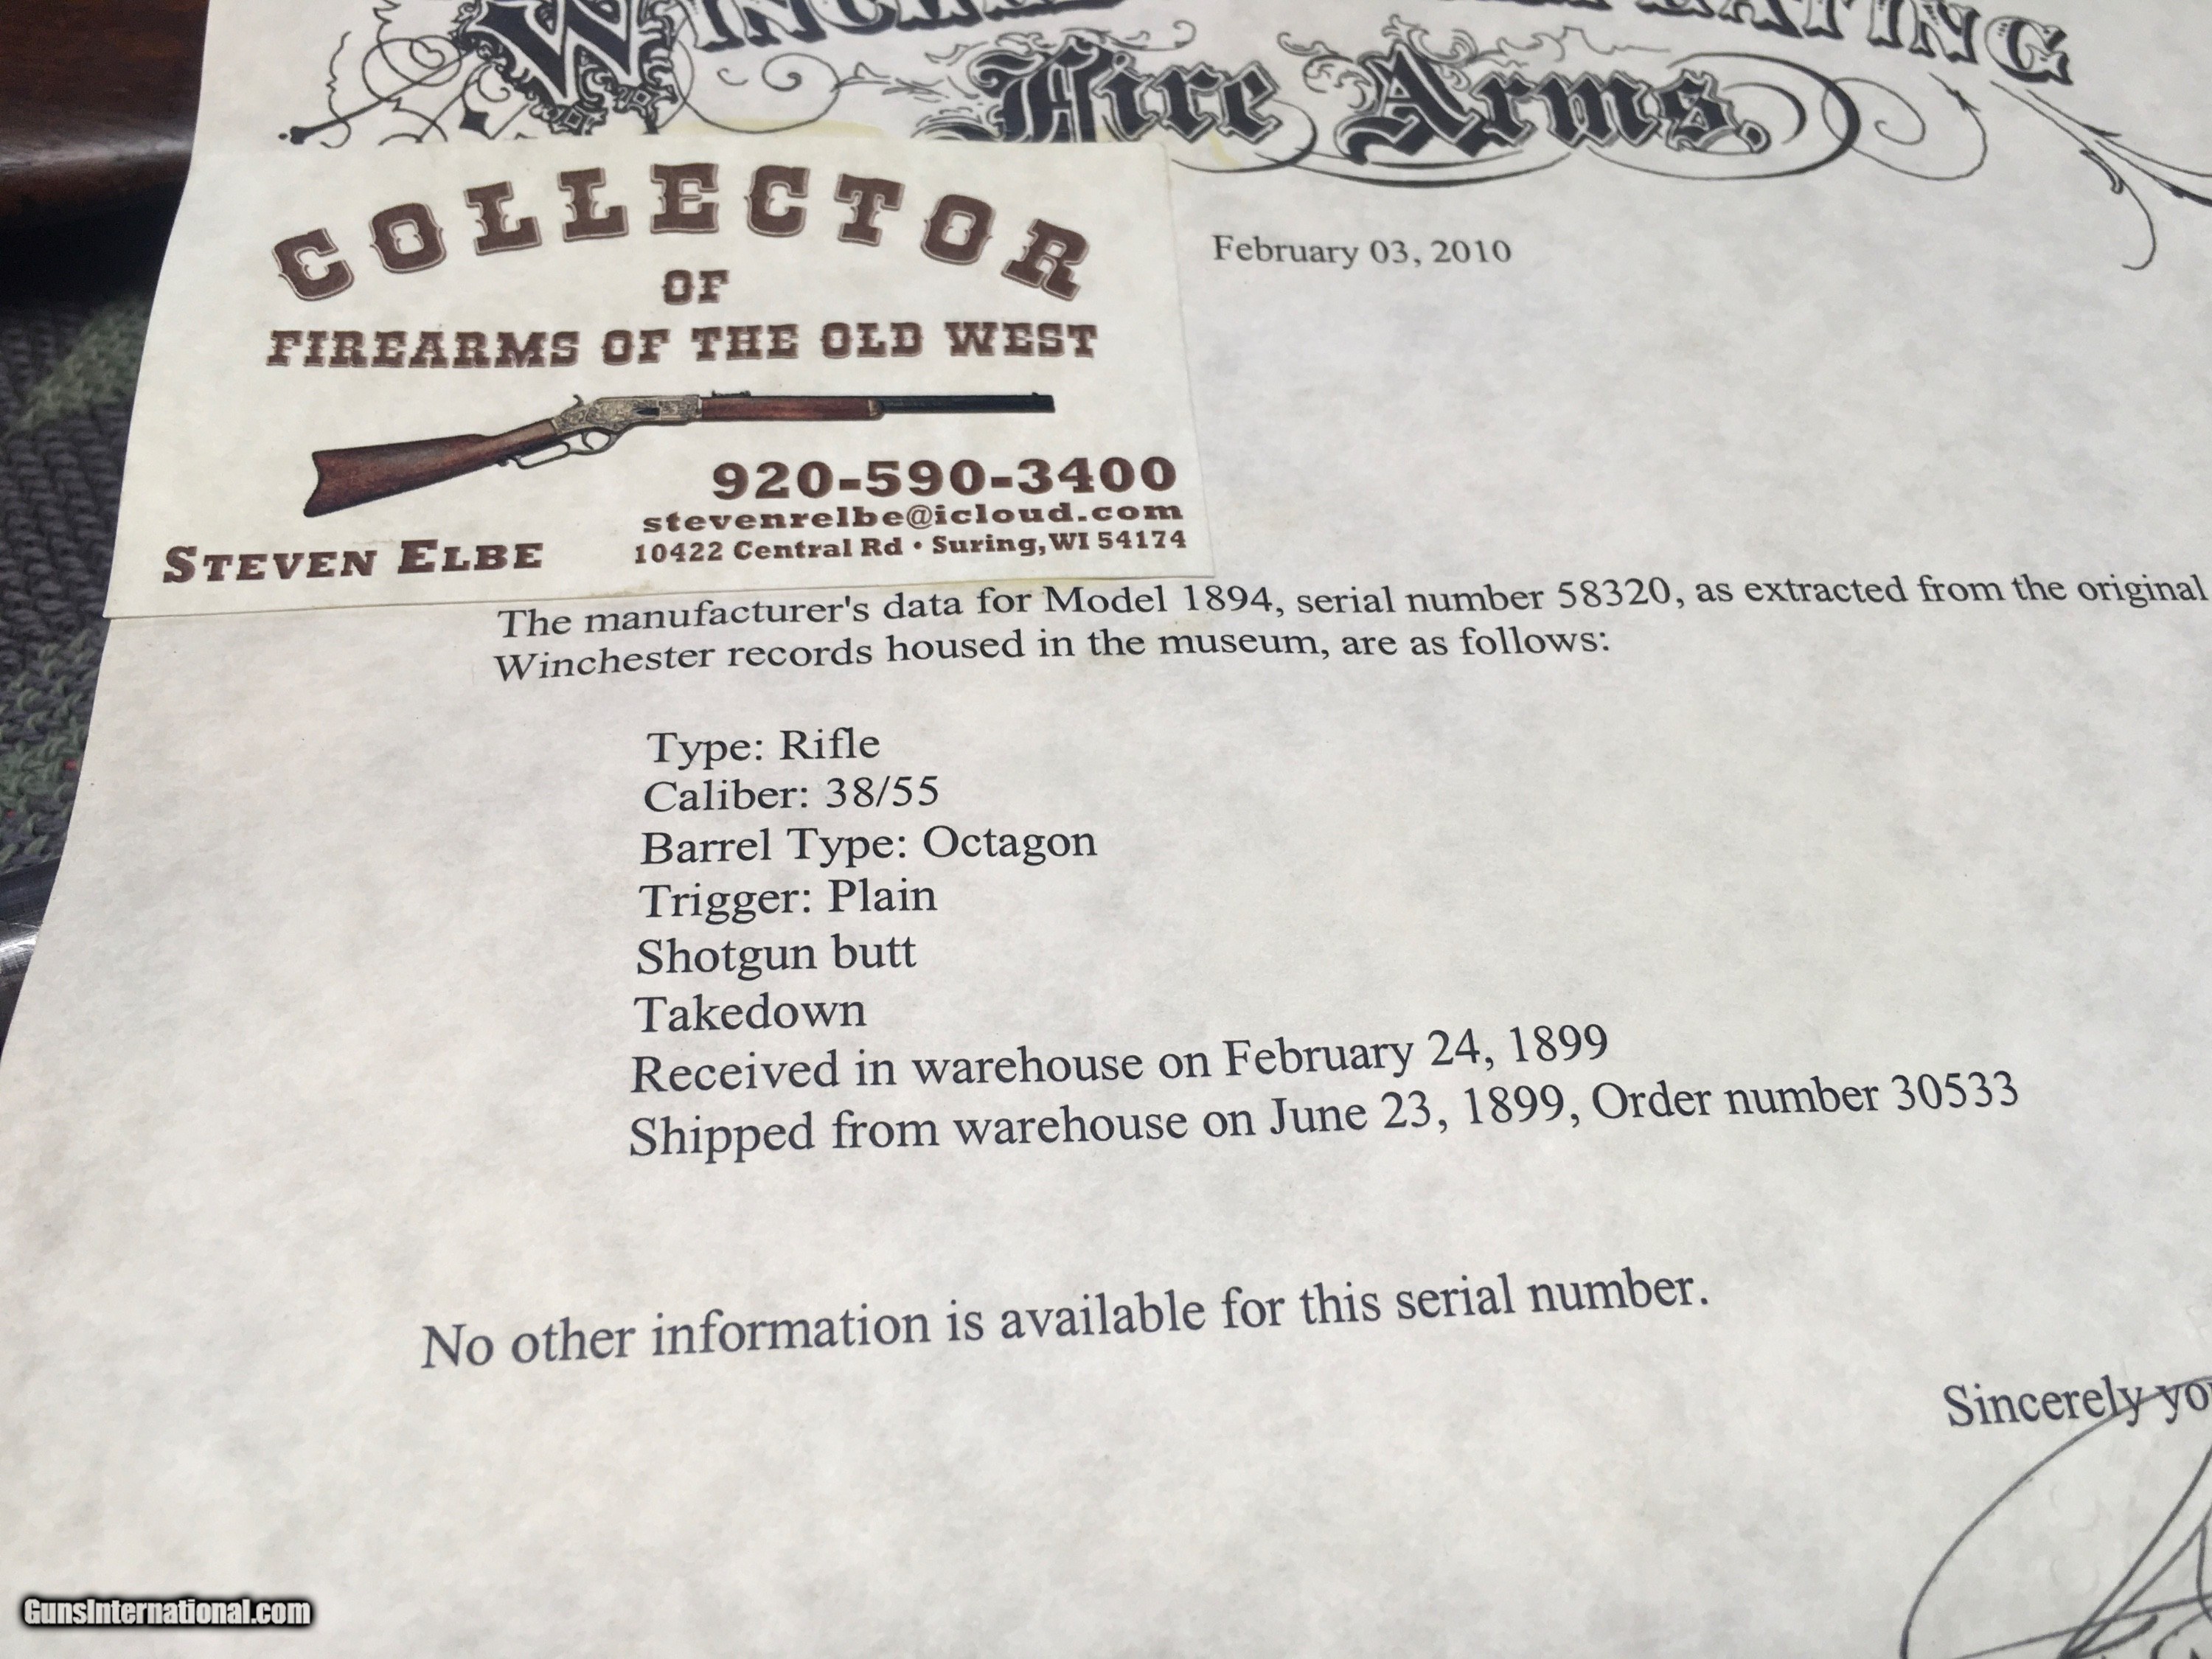 Fire Arms.
COLLECTOR
OF
FIREARMS OF THE OLD WEST
920-590-3400
stevenrelbe@icloud.com
10422 Central Rd • Suring, WI 54174
STEVEN ELBE
February 03, 2010
The manufacturer's data for Model 1894, serial number 58320, as extracted from the original
Winchester records housed in the museum, are as follows:
Type: Rifle
Caliber: 38/55
Barrel Type: Octagon
Trigger: Plain
Shotgun butt
Takedown
Received in warehouse on February 24, 1899
Shipped from warehouse on June 23, 1899, Order number 30533
No other information is available for this serial number.
Sincerely
GunsInternational.com